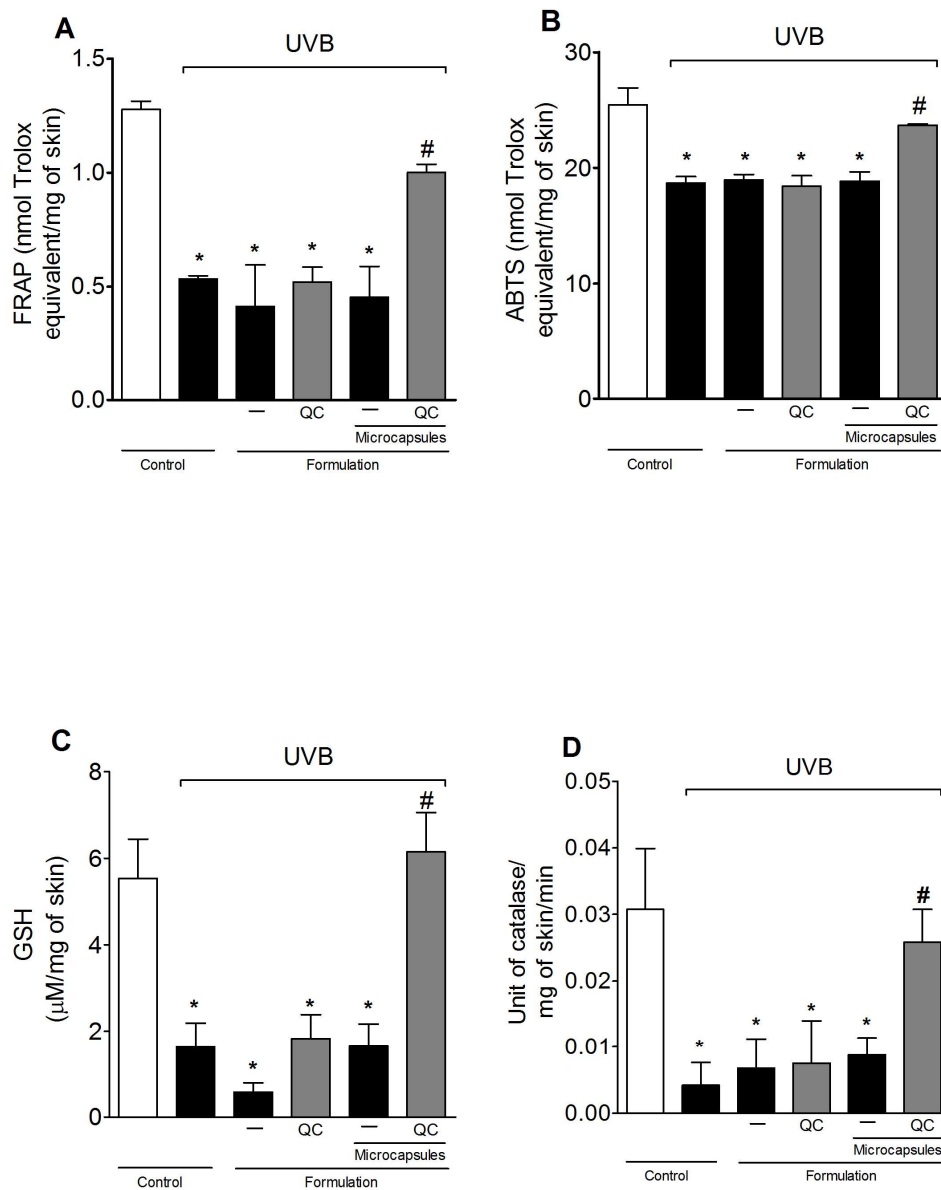 A
UVB
FRAP (nmol Trolox
equivalent/mg of skin)
1.5
1.0
0.5
0.0
*
*
*
*
#
—
QC
—
QC
Microcapsules
Control
Formulation
B
UVB
ABTS (nmol Trolox
equivalent/mg of skin)
30
20
10
0
*
*
*
*
#
—
QC
—
QC
Microcapsules
Control
Formulation
C
UVB
GSH
(µM/mg of skin)
8
6
4
2
0
*
*
*
*
#
—
QC
—
QC
Microcapsules
Control
Formulation
D
UVB
Unit of catalase/
mg of skin/min
0.05
0.04
0.03
0.02
0.01
0.00
*
*
*
*
#
—
QC
—
QC
Microcapsules
Control
Formulation